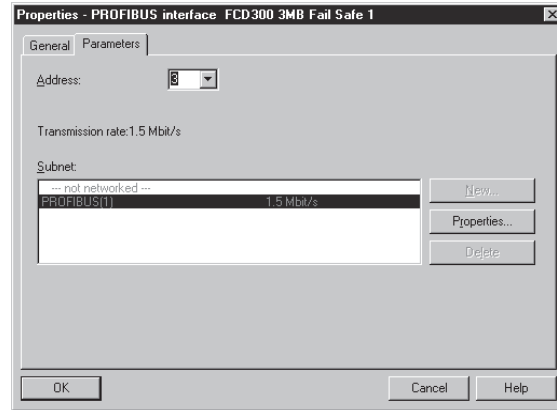 Properties - PROFIBUS interface FCD300 3MB Fail Safe 1
General Parameters
Address: 3
Transmission rate:1.5 Mbit/s
Subnet:
--- not networked ---
PROFIBUS(1) 1.5 Mbit/s
New...
Properties...
Delete
OK Cancel Help